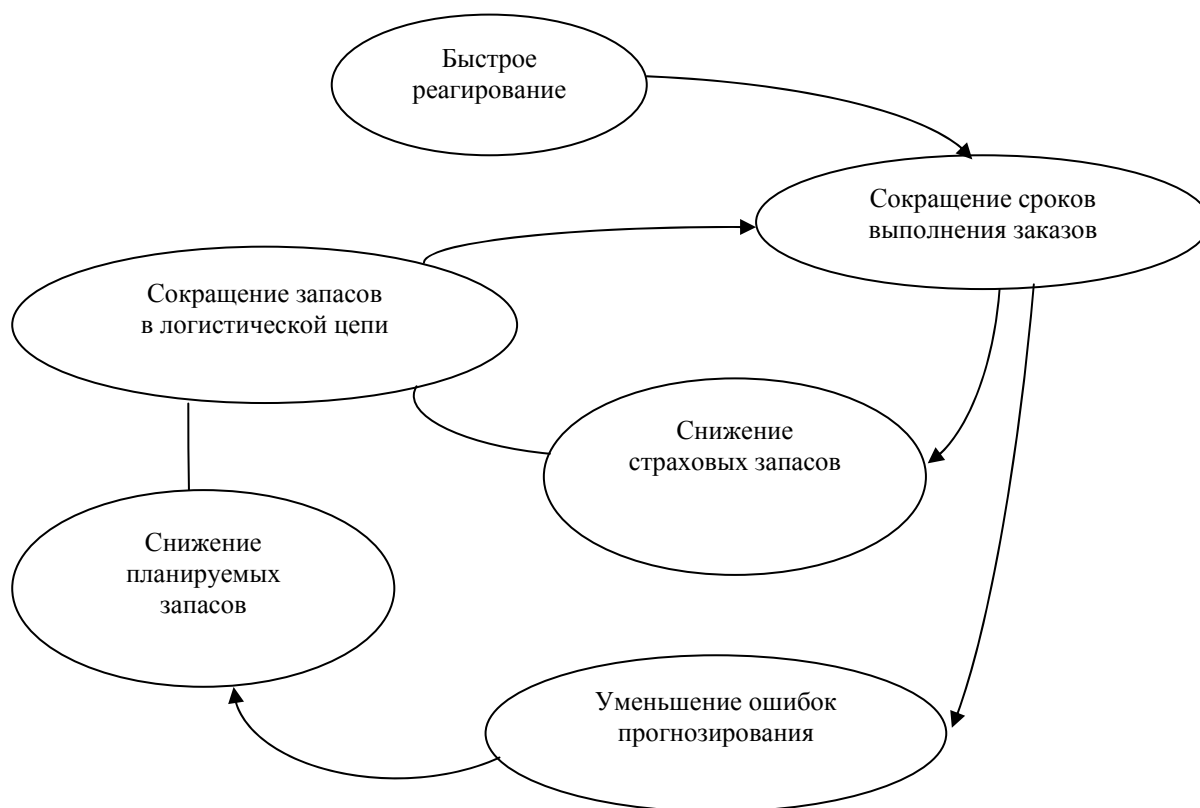 Быстрое
реагирование
Сокращение сроков
выполнения заказов
Сокращение запасов
в логистической цепи
Снижение
страховых запасов
Снижение
планируемых
запасов
Уменьшение ошибок
прогнозирования